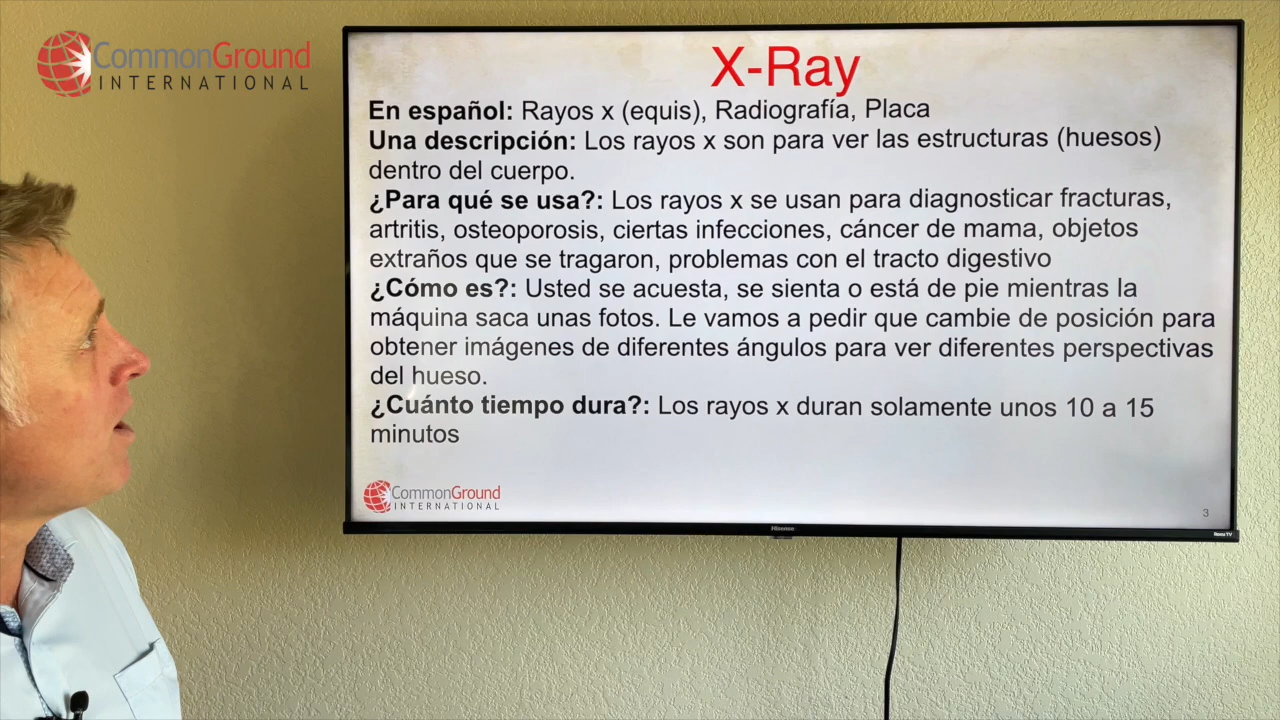 CommonGround
INTERNATIONAL
X-Ray
En español: Rayos x (equis), Radiografía, Placa
Una descripción: Los rayos x son para ver las estructuras (huesos)
dentro del cuerpo.
¿Para qué se usa?: Los rayos x se usan para diagnosticar fracturas,
artritis, osteoporosis, ciertas infecciones, cáncer de mama, objetos
extraños que se tragaron, problemas con el tracto digestivo
¿Cómo es?: Usted se acuesta, se sienta o está de pie mientras la
máquina saca unas fotos. Le vamos a pedir que cambie de posición para
obtener imágenes de diferentes ángulos para ver diferentes perspectivas
del hueso.
¿Cuánto tiempo dura?: Los rayos x duran solamente unos 10 a 15
minutos
CommonGround
INTERNATIONAL
3
Hisense
Roku TV